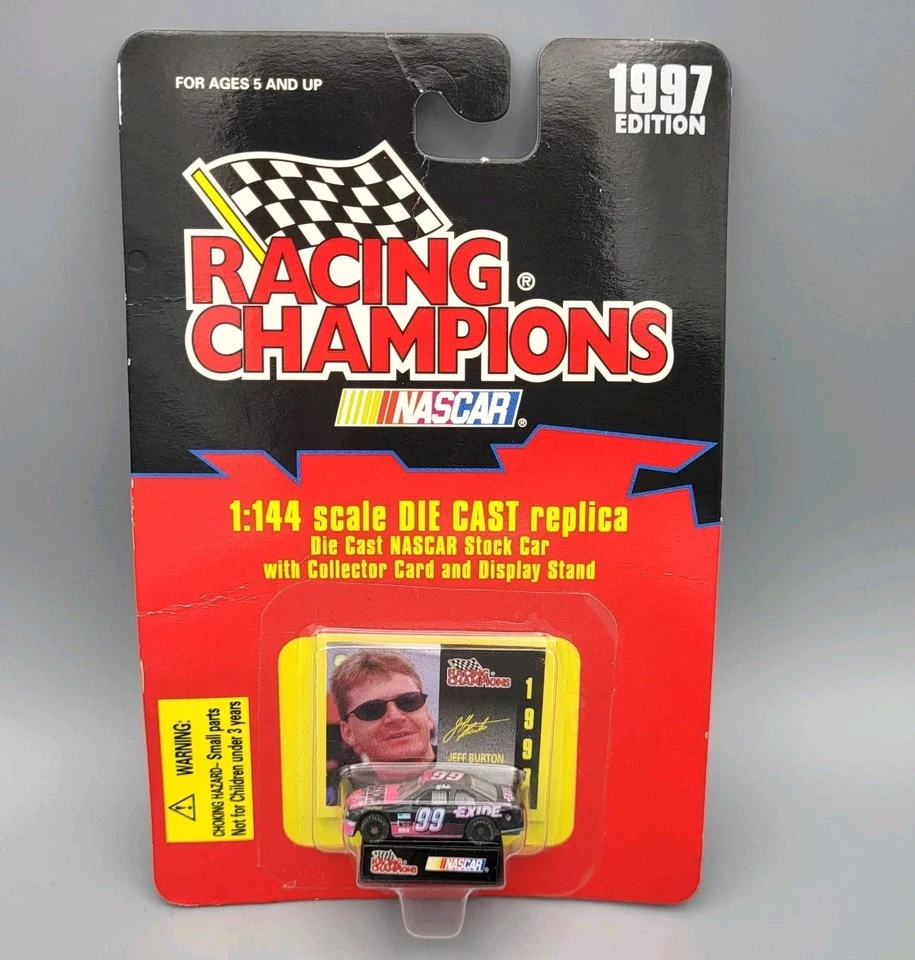 FOR AGES 5 AND UP
1997
EDITION
RACING ®
CHAMPIONS
NASCAR ®
1:144 scale DIE CAST replica
Die Cast NASCAR Stock Car
with Collector Card and Display Stand
WARNING:
CHOKING HAZARD- Small parts
Not for Children under 3 years
RACING
CHAMPIONS
1997
JEFF BURTON
99
99
EXIDE
RACING
CHAMPIONS
NASCAR